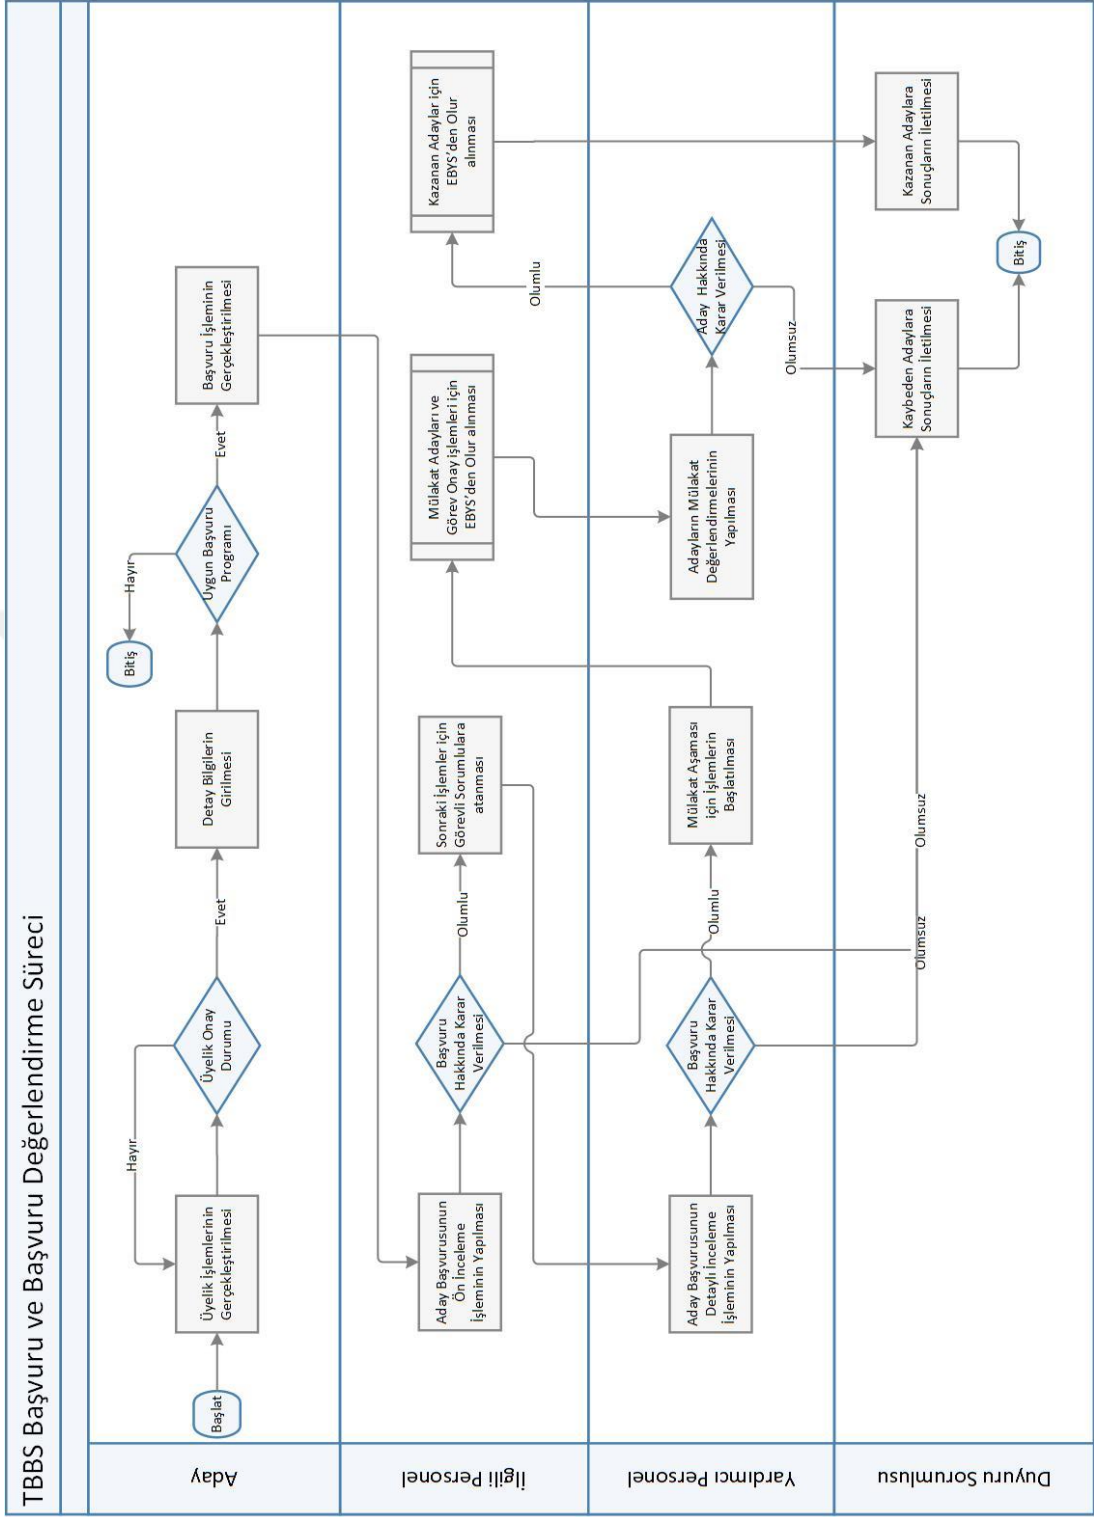 TBBS Başvuru ve Başvuru Değerlendirme Süreci
Aday
Başlat
Üyelik İşlemlerinin
Gerçekleştirilmesi
Hayır
Üyelik Onay
Durumu
Evet
Detay Bilgilerin
Girilmesi
Bitiş
Hayır
Uygun Başvuru
Programı
Evet
Başvuru İşleminin
Gerçekleştirilmesi
İlgili Personel
Aday Başvurusunun
Ön İnceleme
İşleminin Yapılması
Başvuru
Hakkında Karar
Verilmesi
Olumlu
Sonraki İşlemler için
Görevli Sorumlulara
atanması
Mülakat Adayları ve
Görev Onay işlemleri için
EBYS'den Olur alınması
Olumlu
Kazanan Adaylar için
EBYS'den Olur
alınması
Yardımcı Personel
Aday Başvurusunun
Detaylı İnceleme
İşleminin Yapılması
Başvuru
Hakkında Karar
Verilmesi
Olumlu
Mülakat Aşaması
için İşlemlerin
Başlatılması
Adayların Mülakat
Değerlendirmelerinin
Yapılması
Aday Hakkında
Karar Verilmesi
Olumsuz
Duyuru Sorumlusu
Olumsuz
Olumsuz
Kaybeden Adaylara
Sonuçların İletilmesi
Bitiş
Kazanan Adaylara
Sonuçların İletilmesi